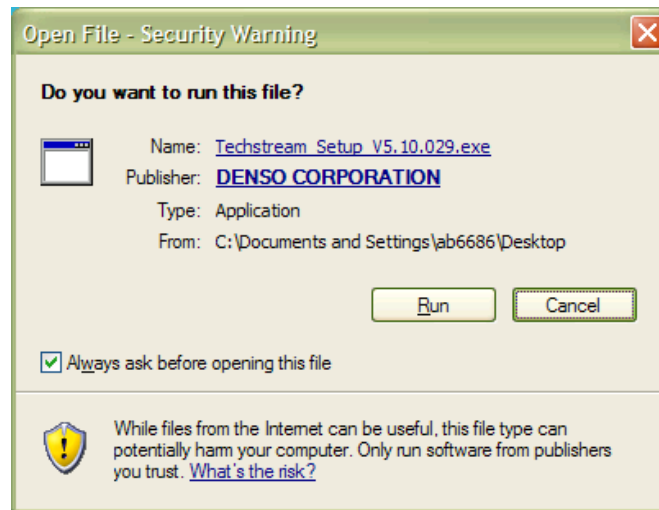 Open File - Security Warning
Do you want to run this file?
Name: Techstream Setup V5.10.029.exe
Publisher: DENSO CORPORATION
Type: Application
From: C:\Documents and Settings\ab6686\Desktop
Run Cancel
Always ask before opening this file
While files from the Internet can be useful, this file type can
potentially harm your computer. Only run software from publishers
you trust. What's the risk?